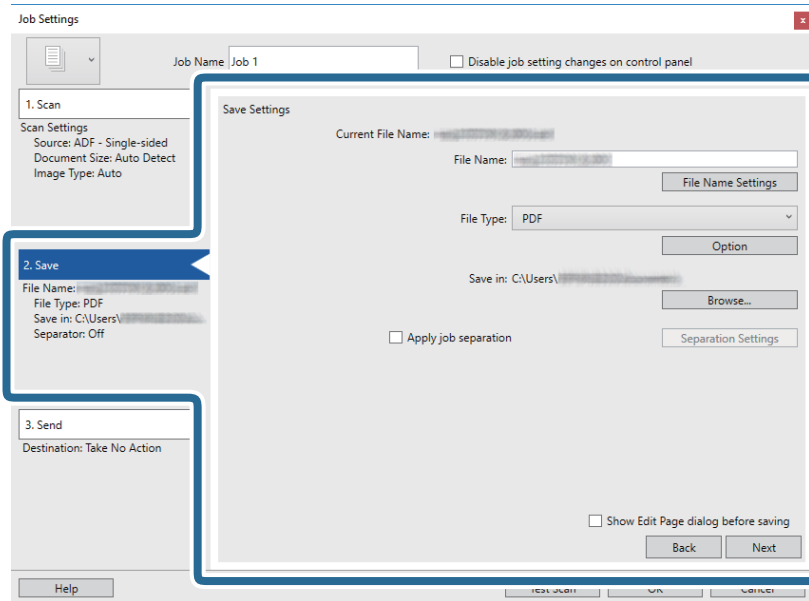 Job Settings
x
Job Name Job 1
Disable job setting changes on control panel
1. Scan
Scan Settings
Source: ADF - Single-sided
Document Size: Auto Detect
Image Type: Auto
2. Save
File Name:
File Type: PDF
Save in: C:\Users\
Separator: Off
3. Send
Destination: Take No Action
Save Settings
Current File Name:
File Name:
File Name Settings
File Type: PDF
Option
Save in: C:\Users\
Browse...
Apply job separation
Separation Settings
Show Edit Page dialog before saving
Back Next
Help Test Scan OK Cancel